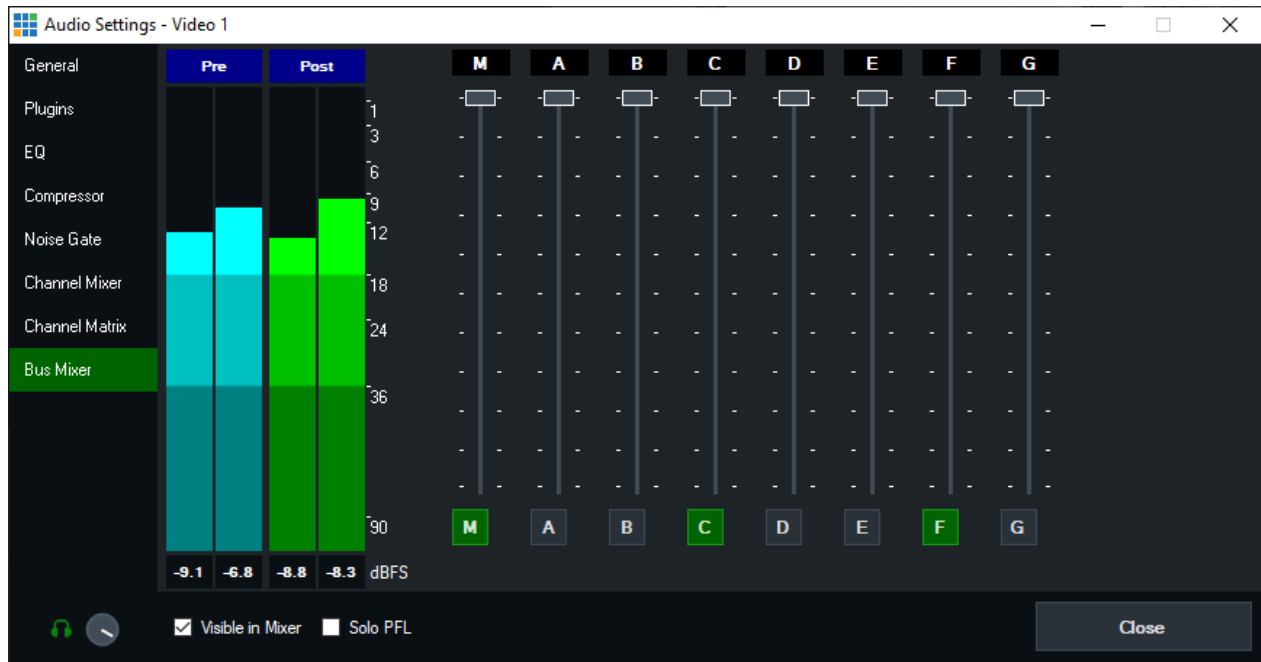 Audio Settings - Video 1
General
Plugins
EQ
Compressor
Noise Gate
Channel Mixer
Channel Matrix
Bus Mixer
Pre Post
1
3
6
9
12
18
24
36
90
-9.1 -6.8 -8.8 -8.3 dBFS
M A B C D E F G
M A B C D E F G
Visible in Mixer Solo PFL
Close